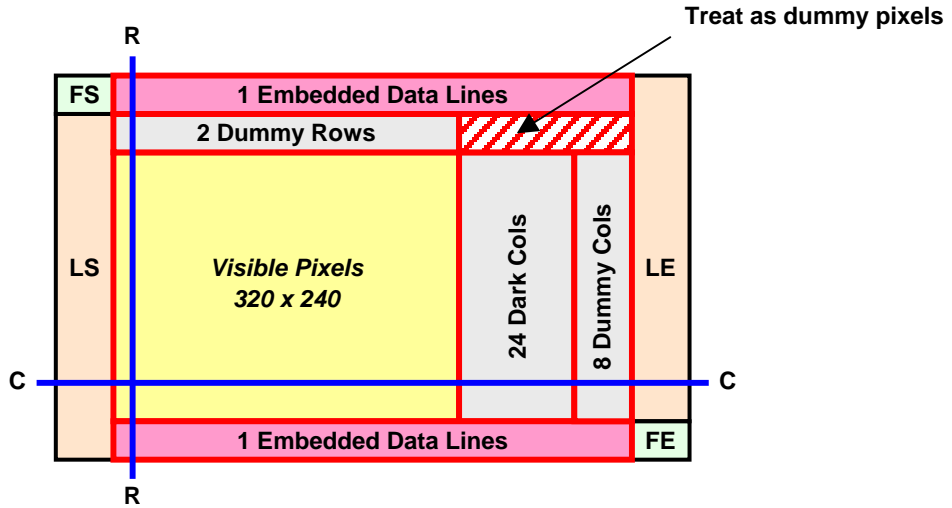 Treat as dummy pixels
R
FS
1 Embedded Data Lines
2 Dummy Rows
LS
Visible Pixels
320 x 240
24 Dark Cols
8 Dummy Cols
LE
C
C
1 Embedded Data Lines
FE
R